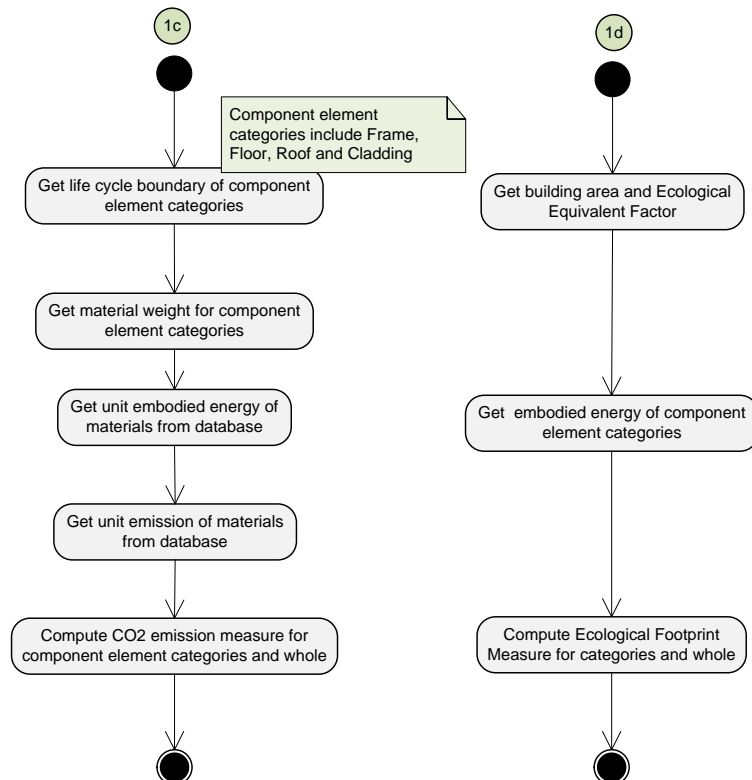 1c
Component element
categories include Frame,
Floor, Roof and Cladding
Get life cycle boundary of component
element categories
Get material weight for component
element categories
Get unit embodied energy of
materials from database
Get unit emission of materials
from database
Compute CO2 emission measure for
component element categories and whole
1d
Get building area and Ecological
Equivalent Factor
Get embodied energy of component
element categories
Compute Ecological Footprint
Measure for categories and whole